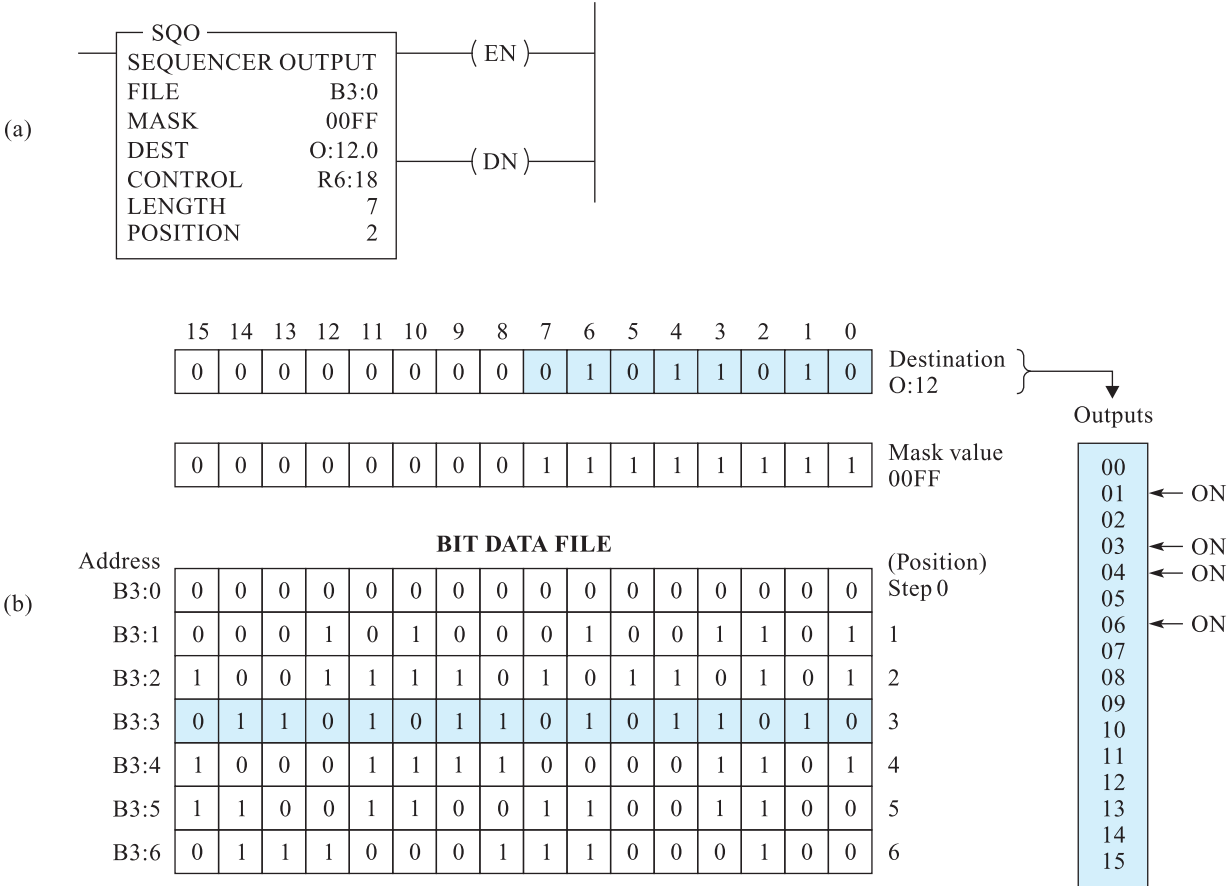 (a)
SQO
SEQUENCER OUTPUT
FILE B3:0
MASK 00FF
DEST O:12.0
CONTROL R6:18
LENGTH 7
POSITION 2
( EN )
( DN )
15 14 13 12 11 10 9 8 7 6 5 4 3 2 1 0
0 0 0 0 0 0 0 0 0 1 0 1 1 0 1 0 Destination
O:12
0 0 0 0 0 0 0 0 1 1 1 1 1 1 1 1 Mask value
00FF
(b)
BIT DATA FILE
Address (Position)
B3:0 0 0 0 0 0 0 0 0 0 0 0 0 0 0 0 0 Step 0
B3:1 0 0 0 1 0 1 0 0 0 1 0 0 1 1 0 1 1
B3:2 1 0 0 1 1 1 1 0 1 0 1 1 0 1 0 1 2
B3:3 0 1 1 0 1 0 1 1 0 1 0 1 1 0 1 0 3
B3:4 1 0 0 0 1 1 1 1 0 0 0 0 1 1 0 1 4
B3:5 1 1 0 0 1 1 0 0 1 1 0 0 1 1 0 0 5
B3:6 0 1 1 1 0 0 0 1 1 1 0 0 0 1 0 0 6
Outputs
00
01 ON
02
03 ON
04 ON
05
06 ON
07
08
09
10
11
12
13
14
15